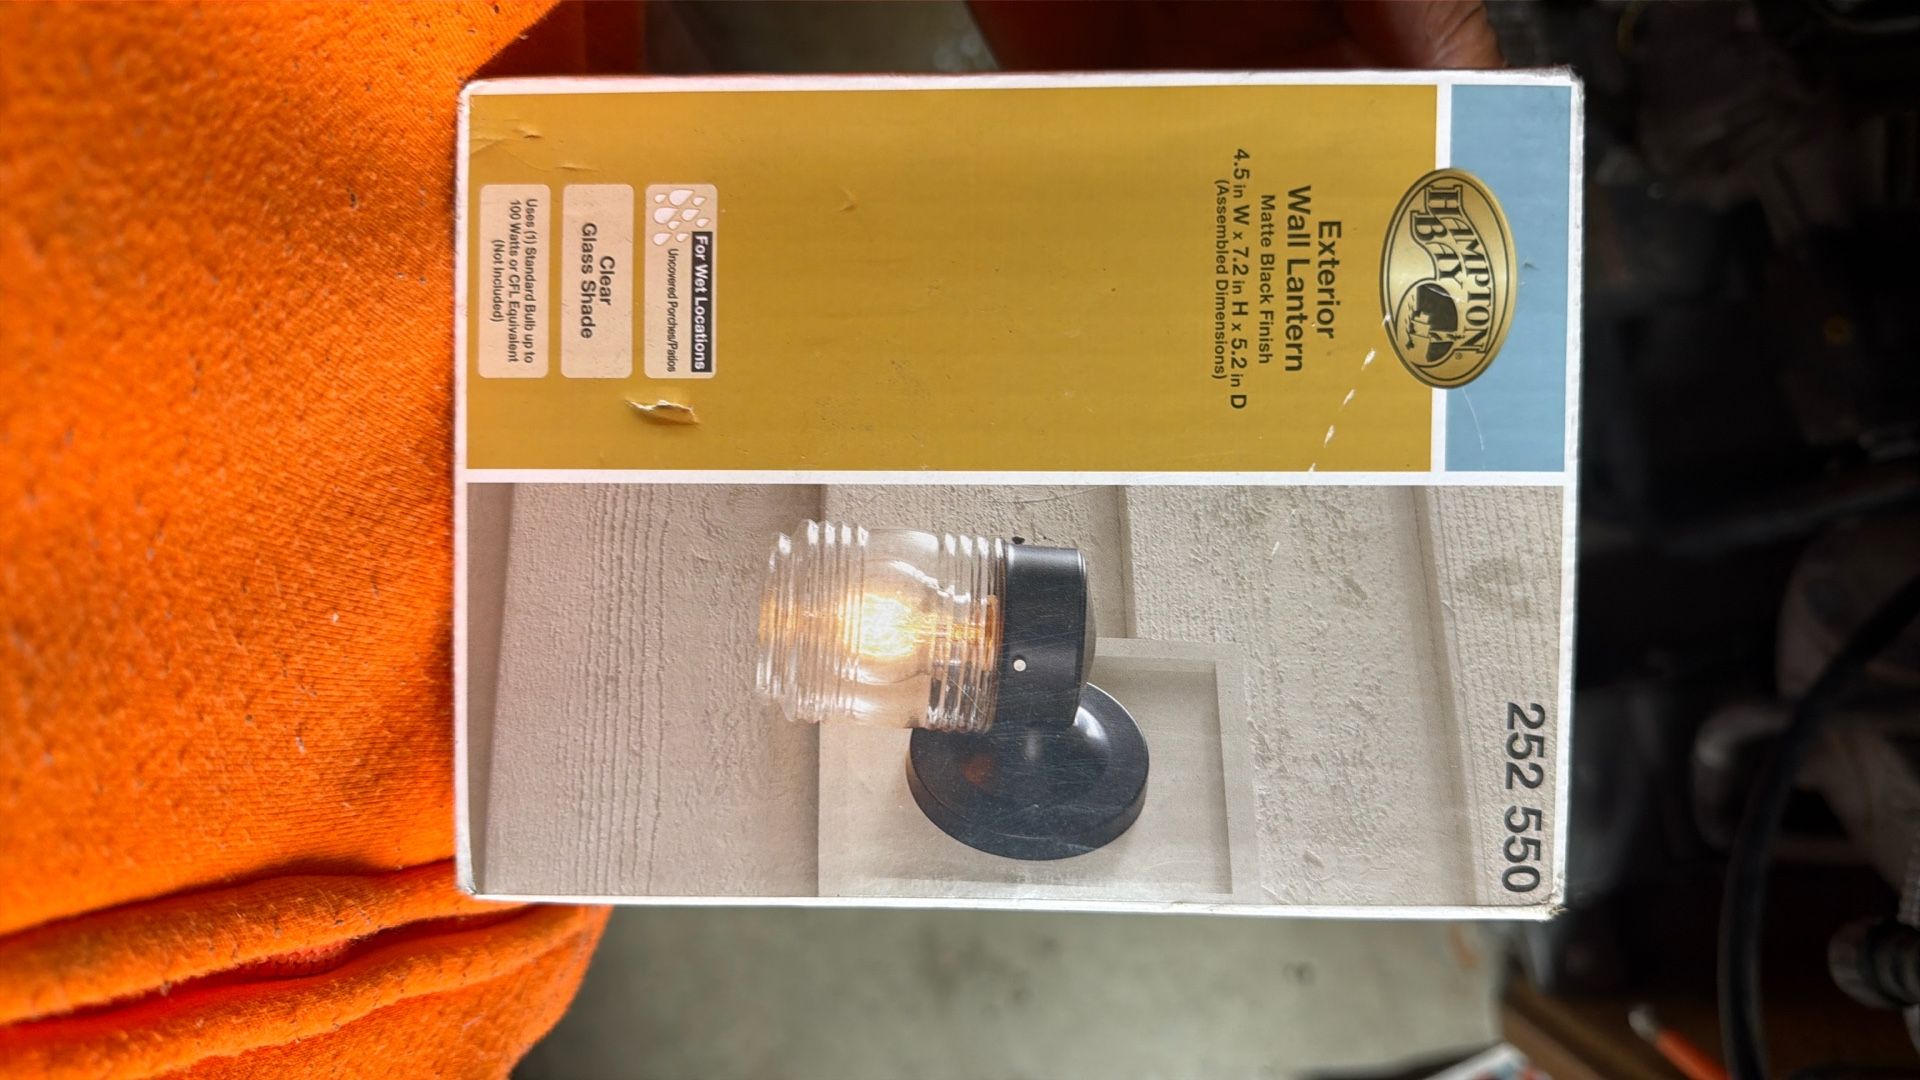 HAMPTON
BAY®
Exterior
Wall Lantern
Matte Black Finish
4.5 in W x 7.2 in H x 5.2 in D
(Assembled Dimensions)
For Wet Locations
Uncovered Porches/Patios
Clear
Glass Shade
Uses (1) Standard Bulb up to
100 Watts or CFL Equivalent
(Not Included)
252 550